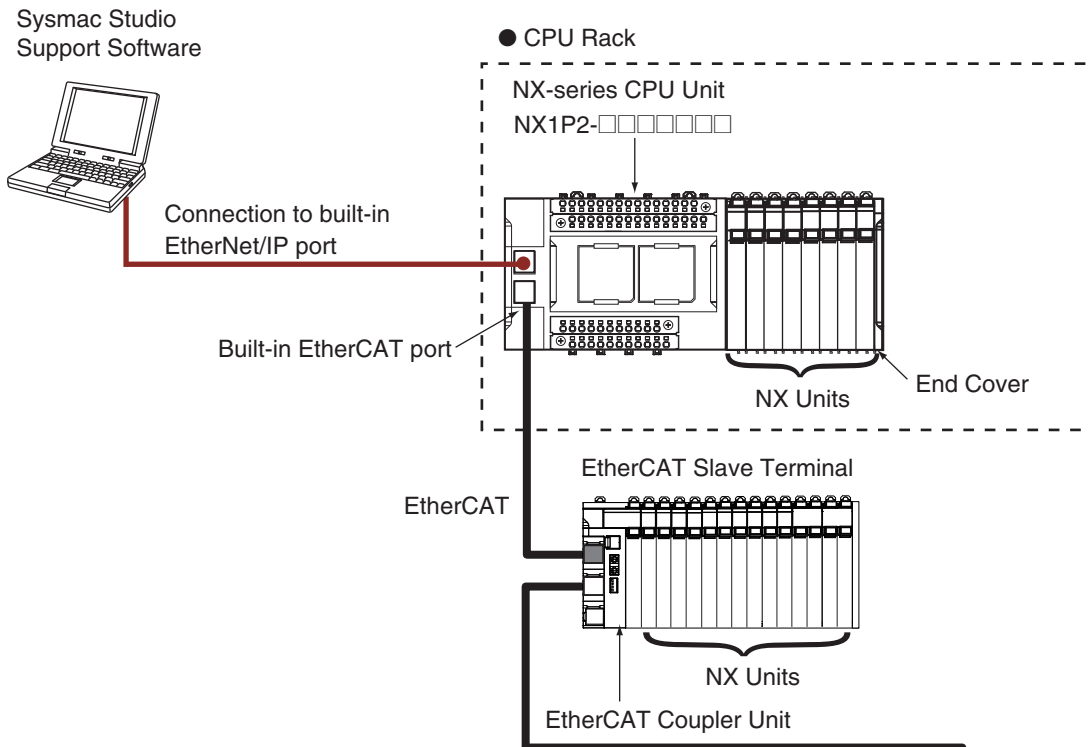 Sysmac Studio
Support Software
● CPU Rack
NX-series CPU Unit
NX1P2-□□□□□□□
Connection to built-in
EtherNet/IP port
Built-in EtherCAT port
NX Units
End Cover
EtherCAT Slave Terminal
EtherCAT
NX Units
EtherCAT Coupler Unit